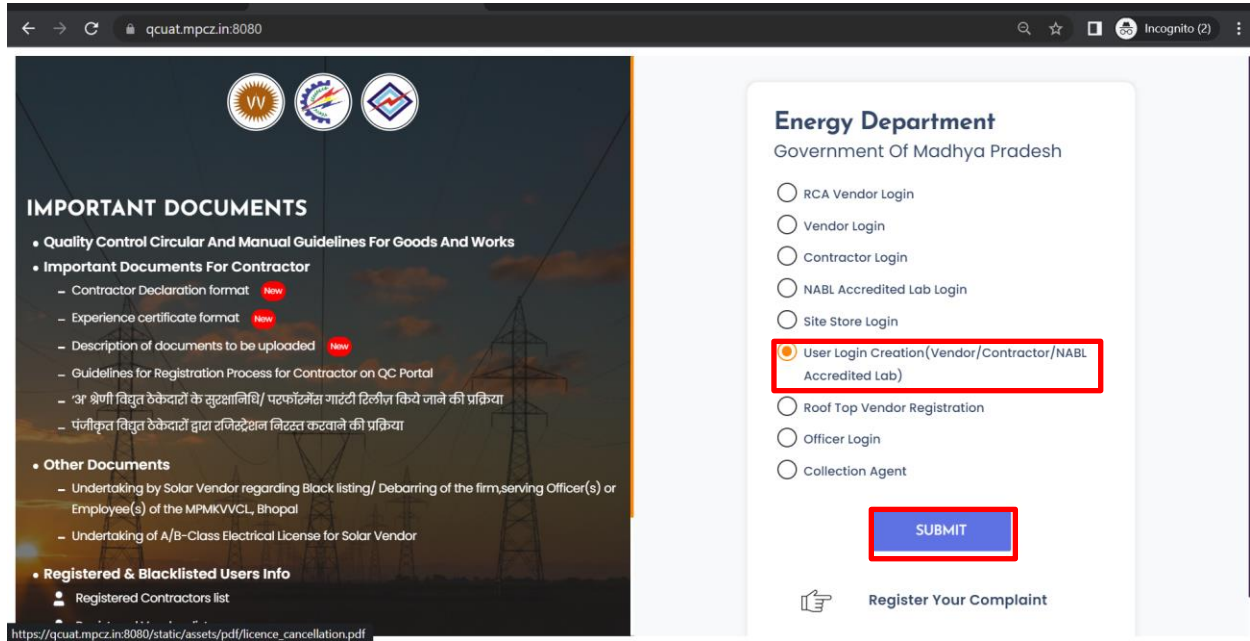 qcuat.mpcz.in:8080
Incognito (2)
IMPORTANT DOCUMENTS
• Quality Control Circular And Manual Guidelines For Goods And Works
• Important Documents For Contractor
– Contractor Declaration format New
– Experience certificate format New
– Description of documents to be uploaded New
– Guidelines for Registration Process for Contractor on QC Portal
– 'अ' श्रेणी विद्युत ठेकेदारों के सुरक्षानिधि/ परफॉरमेंस गारंटी रिलीज़ किये जाने की प्रक्रिया
– पंजीकृत विद्युत ठेकेदारों द्वारा रजिस्ट्रेशन निरस्त करवाने की प्रक्रिया
• Other Documents
– Undertaking by Solar Vendor regarding Black listing/ Debarring of the firm,serving Officer(s) or
Employee(s) of the MPMKVVCL, Bhopal
– Undertaking of A/B-Class Electrical License for Solar Vendor
• Registered & Blacklisted Users Info
Registered Contractors list
https://qcuat.mpcz.in:8080/static/assets/pdf/licence_cancellation.pdf
Energy Department
Government Of Madhya Pradesh
RCA Vendor Login
Vendor Login
Contractor Login
NABL Accredited Lab Login
Site Store Login
User Login Creation(Vendor/Contractor/NABL
Accredited Lab)
Roof Top Vendor Registration
Officer Login
Collection Agent
SUBMIT
Register Your Complaint